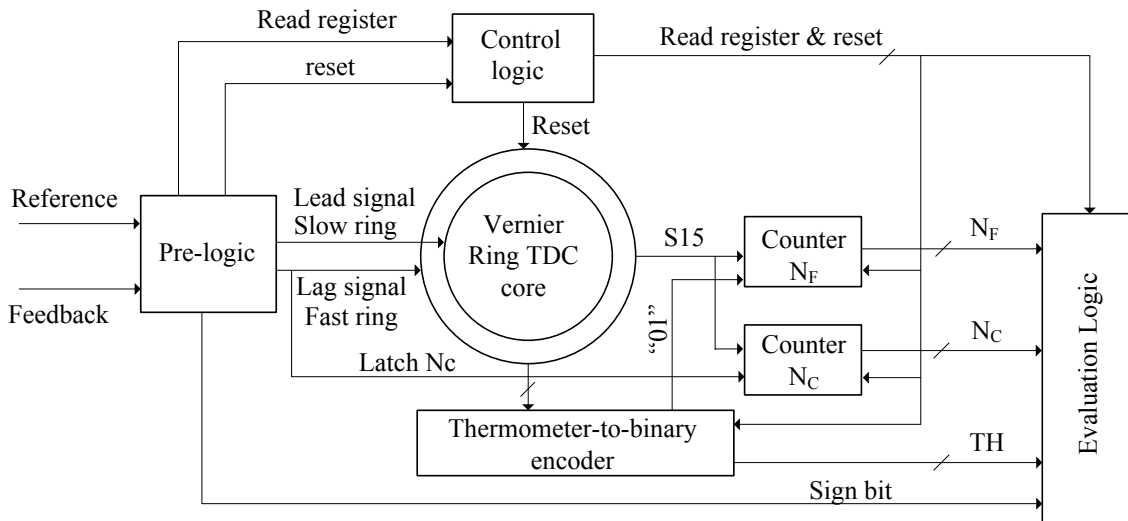 Read register
reset
Control
logic
Read register & reset
Reset
Reference
Feedback
Pre-logic
Lead signal
Slow ring
Lag signal
Fast ring
Latch Nc
Vernier
Ring TDC
core
S15
“01”
Counter
N_F
Counter
N_C
N_F
N_C
Thermometer-to-binary
encoder
TH
Sign bit
Evaluation Logic